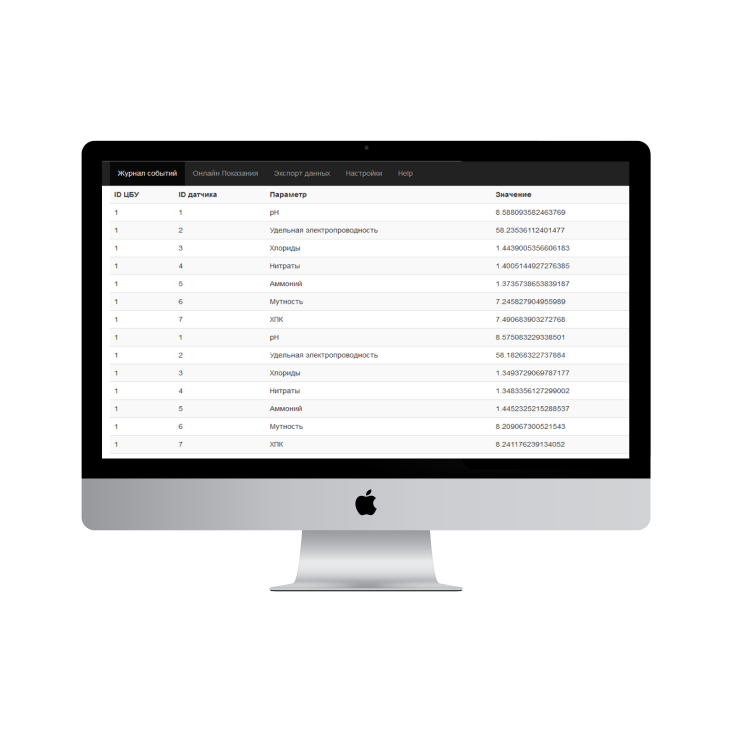 Журнал событий Онлайн Показания Экспорт данных Настройки Help
ID ЦБУ ID датчика Параметр Значение
1 1 pH 8.588093582463769
1 2 Удельная электропроводность 58.23536112401477
1 3 Хлориды 1.4439005356606183
1 4 Нитраты 1.4005144927276385
1 5 Аммоний 1.3735738653839187
1 6 Мутность 7.245827904955989
1 7 ХПК 7.490683903272768
1 1 pH 8.575083229338501
1 2 Удельная электропроводность 58.18268322737884
1 3 Хлориды 1.3493729069787177
1 4 Нитраты 1.3483356127299002
1 5 Аммоний 1.4452325215288537
1 6 Мутность 8.209067300521543
1 7 ХПК 8.241176239134052